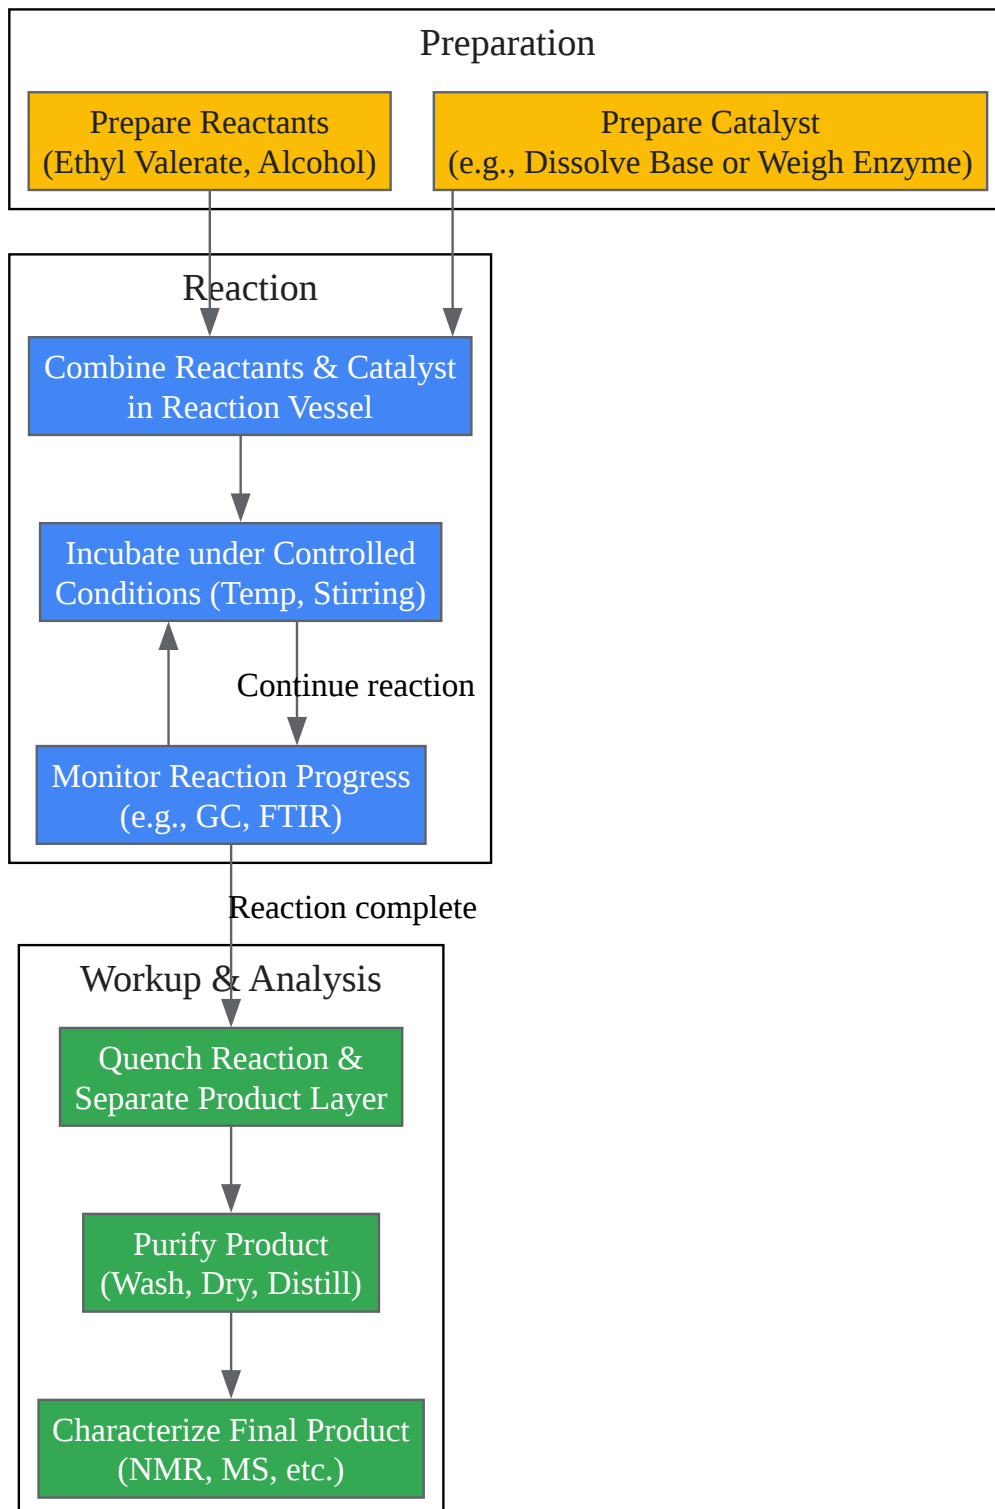 Preparation
Prepare Reactants
(Ethyl Valerate, Alcohol)
Prepare Catalyst
(e.g., Dissolve Base or Weigh Enzyme)
Reaction
Combine Reactants & Catalyst
in Reaction Vessel
Incubate under Controlled
Conditions (Temp, Stirring)
Continue reaction
Monitor Reaction Progress
(e.g., GC, FTIR)
Reaction complete
Workup & Analysis
Quench Reaction &
Separate Product Layer
Purify Product
(Wash, Dry, Distill)
Characterize Final Product
(NMR, MS, etc.)